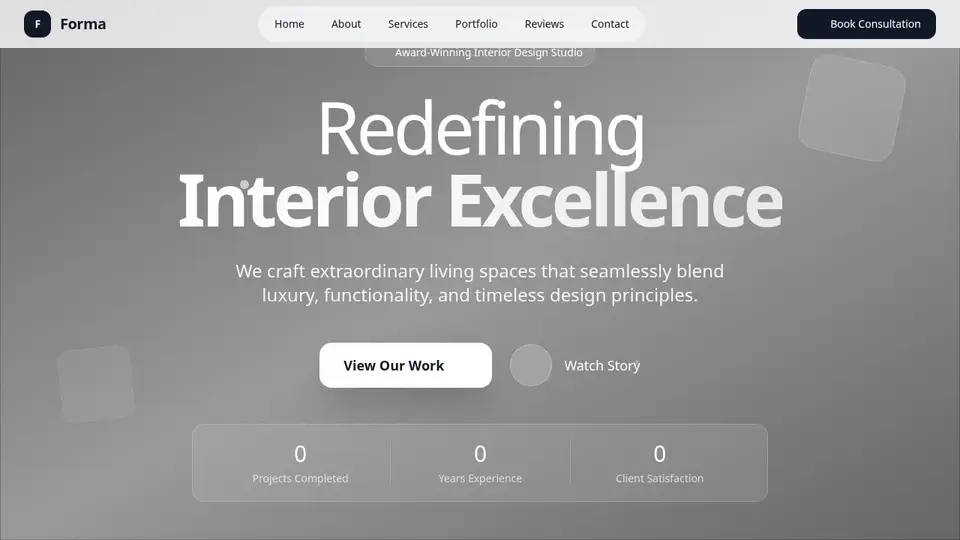 F
Forma
Home
About
Services
Portfolio
Reviews
Contact
Book Consultation
Award-Winning Interior Design Studio
Redefining
Interior Excellence
We craft extraordinary living spaces that seamlessly blend
luxury, functionality, and timeless design principles.
View Our Work
Watch Story
0
Projects Completed
0
Years Experience
0
Client Satisfaction